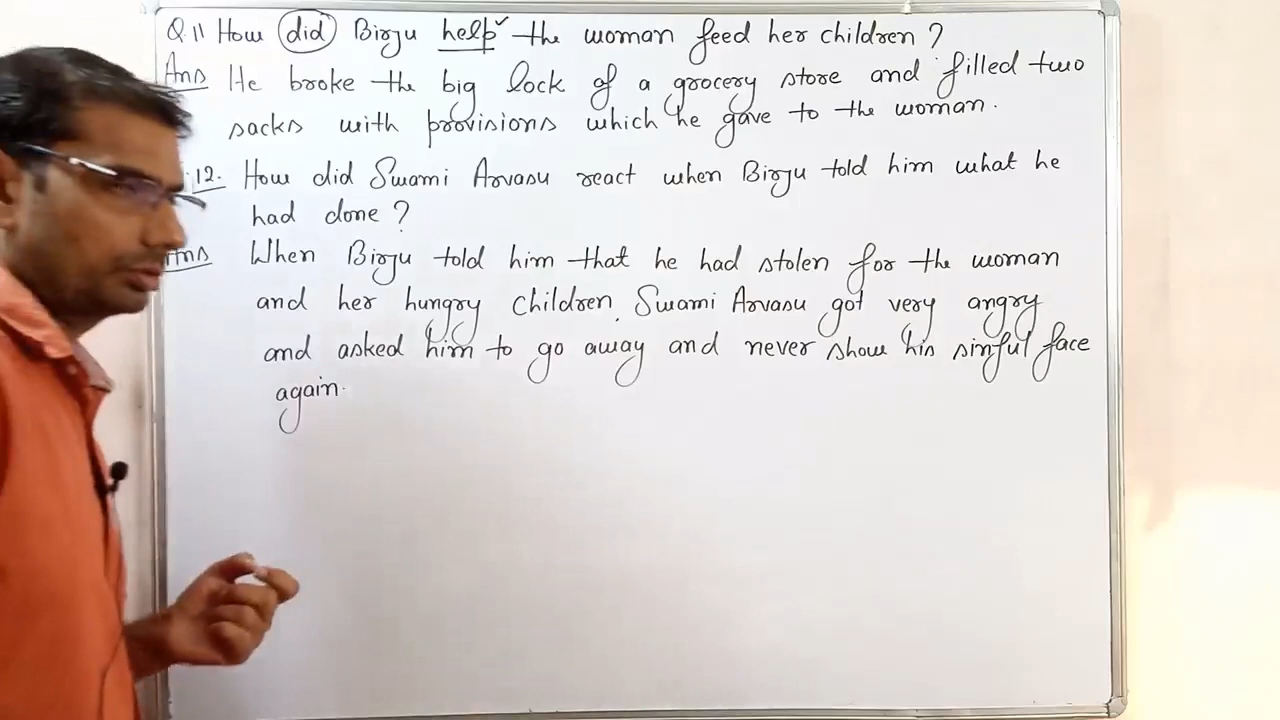 Q.11 How did Birju help the woman feed her children ?
Ans He broke the big lock of a grocery store and filled two
sacks with provisions which he gave to the woman.
.12. How did Swami Arvasu react when Birju told him what he
had done ?
Ans When Birju told him that he had stolen for the woman
and her hungry children, Swami Arvasu got very angry
and asked him to go away and never show his sinful face
again.